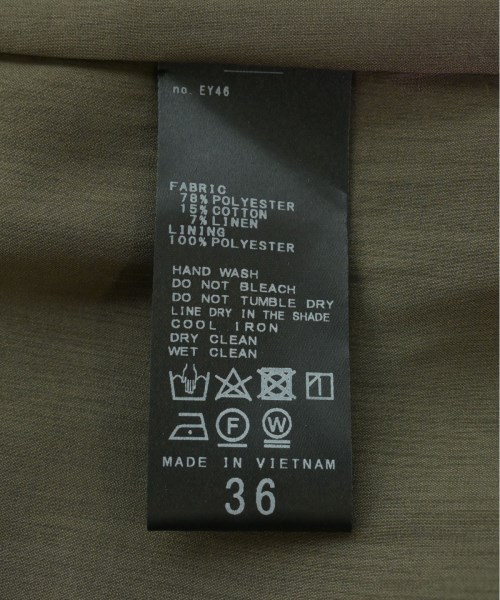 no. EY46
FABRIC
78% POLYESTER
15% COTTON
7% LINEN
LINING
100% POLYESTER
HAND WASH
DO NOT BLEACH
DO NOT TUMBLE DRY
LINE DRY IN THE SHADE
COOL IRON
DRY CLEAN
WET CLEAN
F W
MADE IN VIETNAM
36